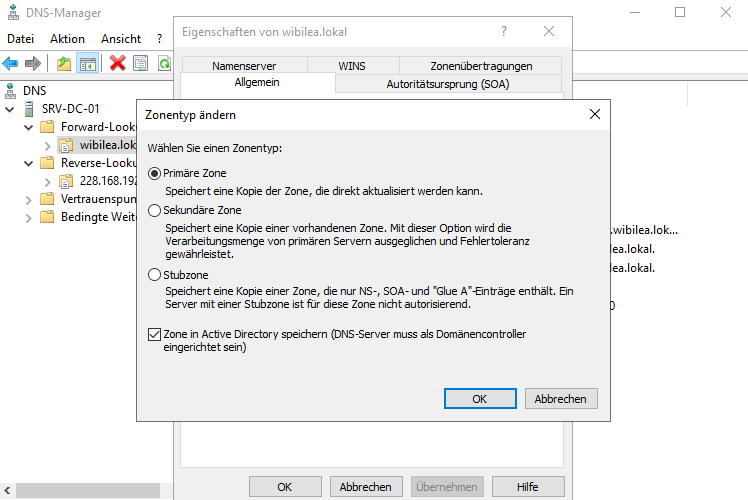 DNS-Manager
Datei Aktion Ansicht ?
DNS
SRV-DC-01
Forward-Looku
wibilea.lok
Reverse-Looku
228.168.192
Vertrauenspun
Bedingte Weite
Eigenschaften von wibilea.lokal
Namenserver WINS Zonenübertragungen
Allgemein Autoritätsursprung (SOA)
Zonentyp ändern
Wählen Sie einen Zonentyp:
Primäre Zone
Speichert eine Kopie der Zone, die direkt aktualisiert werden kann.
Sekundäre Zone
Speichert eine Kopie einer vorhandenen Zone. Mit dieser Option wird die
Verarbeitungsmenge von primären Servern ausgeglichen und Fehlertoleranz
gewährleistet.
Stubzone
Speichert eine Kopie einer Zone, die nur NS-, SOA- und "Glue A"-Einträge enthält. Ein
Server mit einer Stubzone ist für diese Zone nicht autorisierend.
Zone in Active Directory speichern (DNS-Server muss als Domänencontroller
eingerichtet sein)
OK Abbrechen
.wibilea.lok...
lea.lokal.
lea.lokal.
0
OK Abbrechen Übernehmen Hilfe